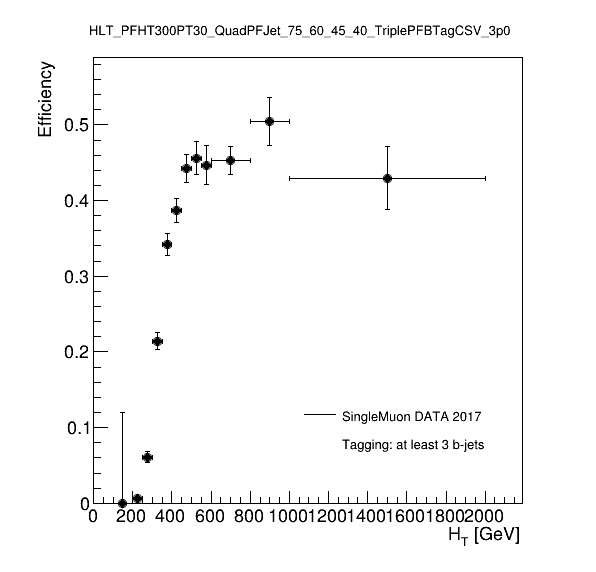 HLT_PFHT300PT30_QuadPFJet_75_60_45_40_TriplePFBTagCSV_3p0
Efficiency
0.5
0.4
0.3
0.2
0.1
0
SingleMuon DATA 2017
Tagging: at least 3 b-jets
0 200 400 600 800 1000 1200 1400 1600 1800 2000
H_T [GeV]